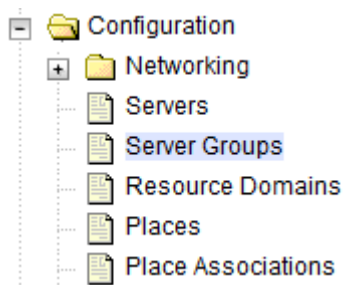 Configuration
Networking
Servers
Server Groups
Resource Domains
Places
Place Associations